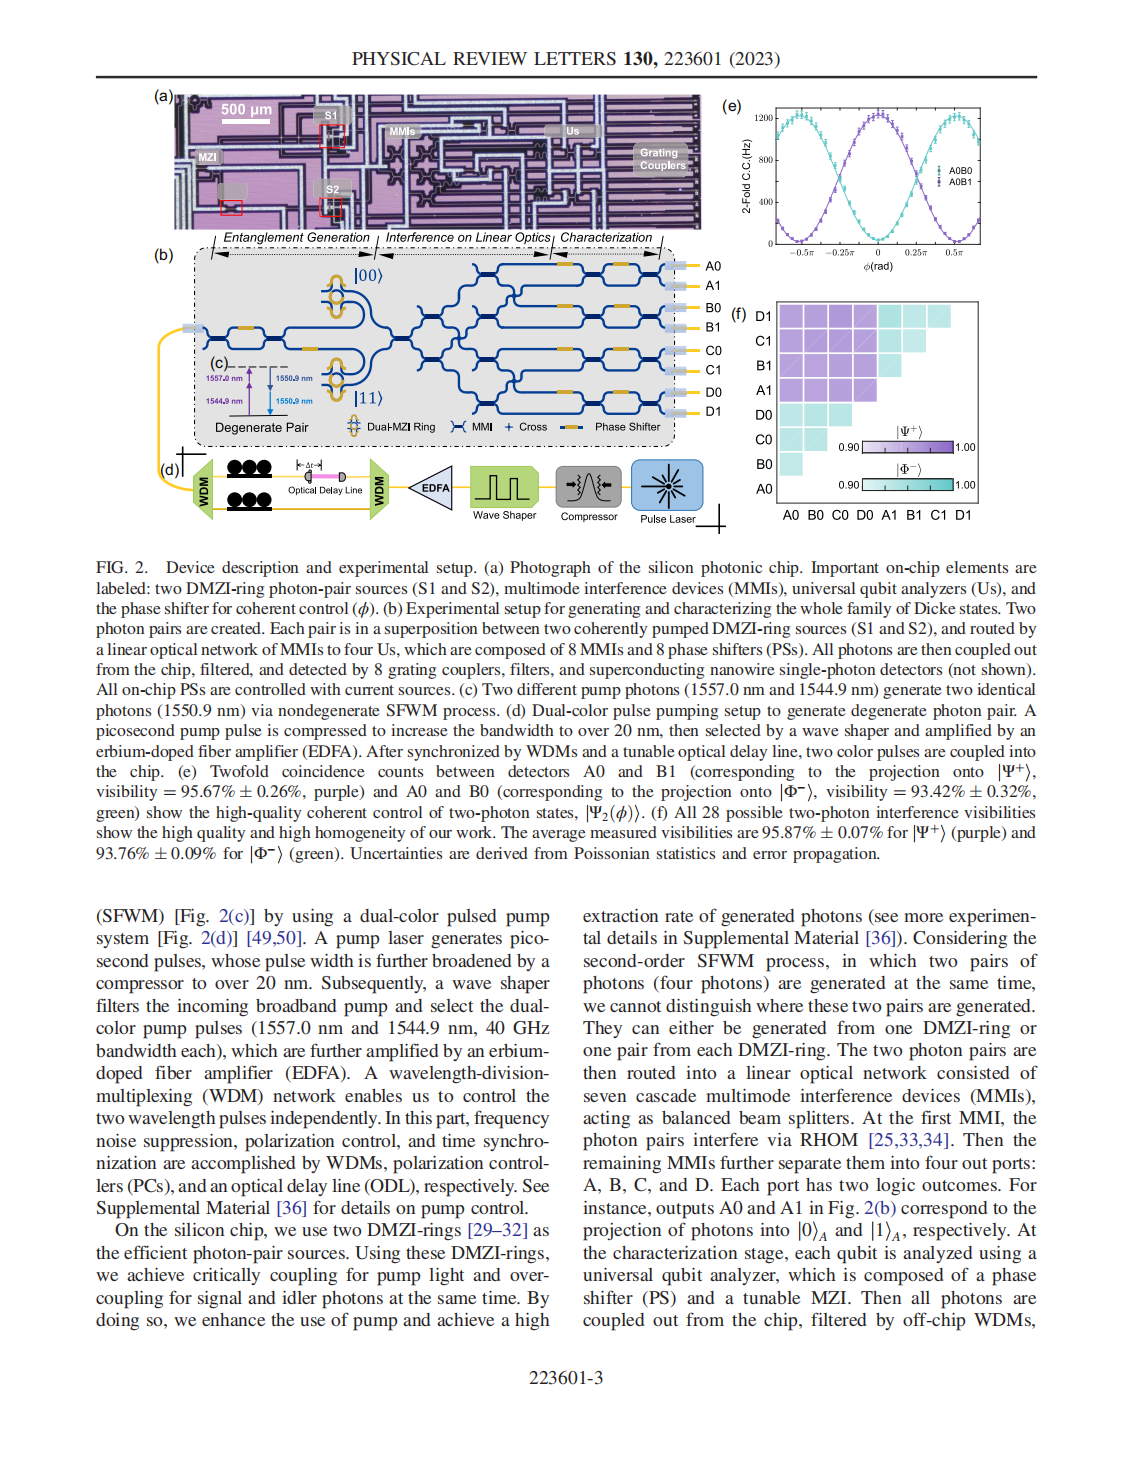 PHYSICAL REVIEW LETTERS 130, 223601 (2023)
(a)
500 μm
S1
MMIs
Us
MZI
Grating
Couplers
S2
(e)
2-Fold C.C.(Hz)
1200
800
400
0
A0B0
A0B1
−0.5π −0.25π 0 0.25π 0.5π
ϕ(rad)
Entanglement Generation Interference on Linear Optics Characterization
(b)
|00⟩
|11⟩
A0
A1
B0
B1
C0
C1
D0
D1
(c)
1557.0 nm 1550.9 nm
1544.9 nm 1550.9 nm
Degenerate Pair
Dual-MZI Ring MMI Cross Phase Shifter
(f)
D1
C1
B1
A1
D0
C0
B0
A0
|Ψ⁺⟩
0.90 1.00
|Φ⁻⟩
0.90 1.00
A0 B0 C0 D0 A1 B1 C1 D1
(d)
WDM
Δt
Optical Delay Line
WDM
EDFA
Wave Shaper
Compressor
Pulse Laser
FIG. 2. Device description and experimental setup. (a) Photograph of the silicon photonic chip. Important on-chip elements are
labeled: two DMZI-ring photon-pair sources (S1 and S2), multimode interference devices (MMIs), universal qubit analyzers (Us), and
the phase shifter for coherent control (ϕ). (b) Experimental setup for generating and characterizing the whole family of Dicke states. Two
photon pairs are created. Each pair is in a superposition between two coherently pumped DMZI-ring sources (S1 and S2), and routed by
a linear optical network of MMIs to four Us, which are composed of 8 MMIs and 8 phase shifters (PSs). All photons are then coupled out
from the chip, filtered, and detected by 8 grating couplers, filters, and superconducting nanowire single-photon detectors (not shown).
All on-chip PSs are controlled with current sources. (c) Two different pump photons (1557.0 nm and 1544.9 nm) generate two identical
photons (1550.9 nm) via nondegenerate SFWM process. (d) Dual-color pulse pumping setup to generate degenerate photon pair. A
picosecond pump pulse is compressed to increase the bandwidth to over 20 nm, then selected by a wave shaper and amplified by an
erbium-doped fiber amplifier (EDFA). After synchronized by WDMs and a tunable optical delay line, two color pulses are coupled into
the chip. (e) Twofold coincidence counts between detectors A0 and B1 (corresponding to the projection onto |Ψ⁺⟩,
visibility = 95.67% ± 0.26%, purple) and A0 and B0 (corresponding to the projection onto |Φ⁻⟩, visibility = 93.42% ± 0.32%,
green) show the high-quality coherent control of two-photon states, |Ψ₂(ϕ)⟩. (f) All 28 possible two-photon interference visibilities
show the high quality and high homogeneity of our work. The average measured visibilities are 95.87% ± 0.07% for |Ψ⁺⟩ (purple) and
93.76% ± 0.09% for |Φ⁻⟩ (green). Uncertainties are derived from Poissonian statistics and error propagation.
(SFWM) [Fig. 2(c)] by using a dual-color pulsed pump
system [Fig. 2(d)] [49,50]. A pump laser generates pico-
second pulses, whose pulse width is further broadened by a
compressor to over 20 nm. Subsequently, a wave shaper
filters the incoming broadband pump and select the dual-
color pump pulses (1557.0 nm and 1544.9 nm, 40 GHz
bandwidth each), which are further amplified by an erbium-
doped fiber amplifier (EDFA). A wavelength-division-
multiplexing (WDM) network enables us to control the
two wavelength pulses independently. In this part, frequency
noise suppression, polarization control, and time synchro-
nization are accomplished by WDMs, polarization control-
lers (PCs), and an optical delay line (ODL), respectively. See
Supplemental Material [36] for details on pump control.
On the silicon chip, we use two DMZI-rings [29–32] as
the efficient photon-pair sources. Using these DMZI-rings,
we achieve critically coupling for pump light and over-
coupling for signal and idler photons at the same time. By
doing so, we enhance the use of pump and achieve a high
extraction rate of generated photons (see more experimen-
tal details in Supplemental Material [36]). Considering the
second-order SFWM process, in which two pairs of
photons (four photons) are generated at the same time,
we cannot distinguish where these two pairs are generated.
They can either be generated from one DMZI-ring or
one pair from each DMZI-ring. The two photon pairs are
then routed into a linear optical network consisted of
seven cascade multimode interference devices (MMIs),
acting as balanced beam splitters. At the first MMI, the
photon pairs interfere via RHOM [25,33,34]. Then the
remaining MMIs further separate them into four out ports:
A, B, C, and D. Each port has two logic outcomes. For
instance, outputs A0 and A1 in Fig. 2(b) correspond to the
projection of photons into |0⟩_A and |1⟩_A, respectively. At
the characterization stage, each qubit is analyzed using a
universal qubit analyzer, which is composed of a phase
shifter (PS) and a tunable MZI. Then all photons are
coupled out from the chip, filtered by off-chip WDMs,
223601-3